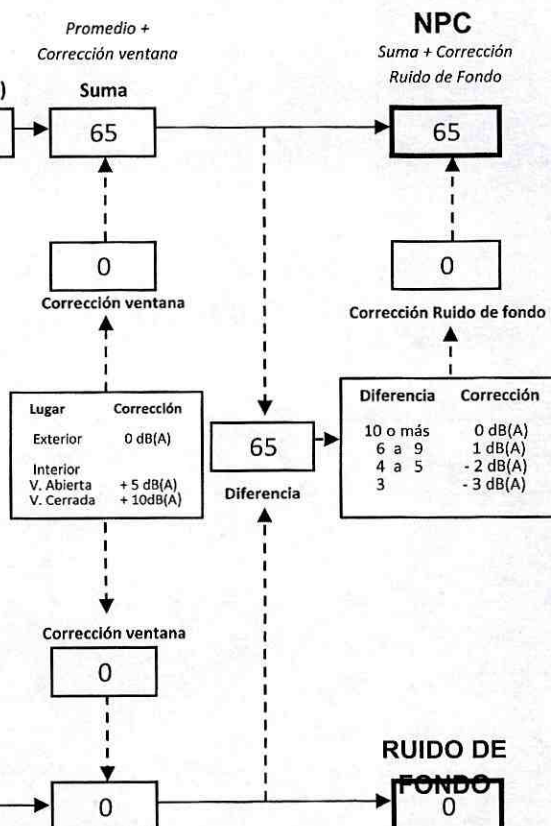 Promedio +
Corrección ventana
NPC
Suma + Corrección
Ruido de Fondo
)
Suma
65
65
0
0
Corrección ventana
Corrección Ruido de fondo
Lugar Corrección
Exterior 0 dB(A)
Interior
V. Abierta + 5 dB(A)
V. Cerrada + 10dB(A)
65
Diferencia
Diferencia Corrección
10 o más 0 dB(A)
6 a 9 1 dB(A)
4 a 5 - 2 dB(A)
3 - 3 dB(A)
Corrección ventana
0
RUIDO DE
FONDO
0
0